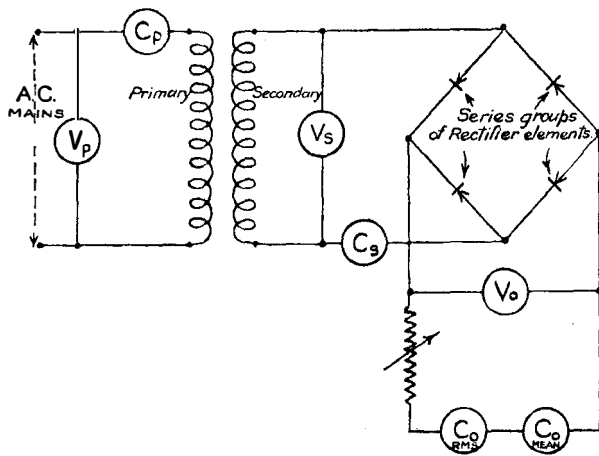 A.C.
MAINS
Cp
Vp
Primary
Secondary
Vs
Cs
Series groups
of Rectifier elements.
Vo
Co
RMS
Co
MEAN